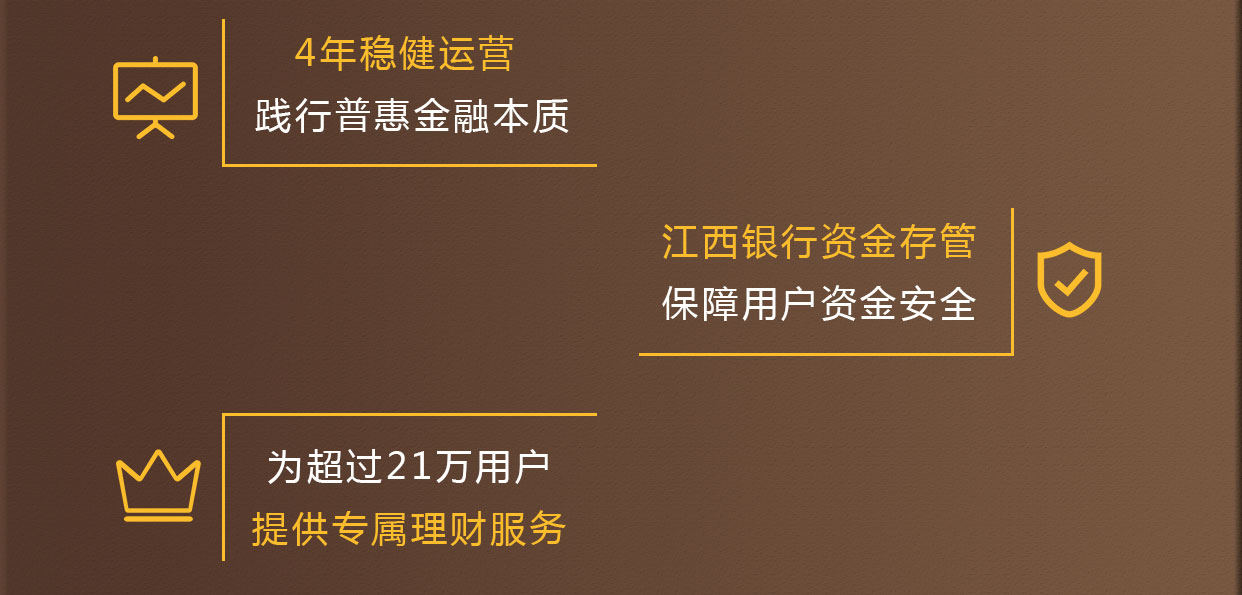 4年稳健运营
践行普惠金融本质
江西银行资金存管
保障用户资金安全
为超过21万用户
提供专属理财服务